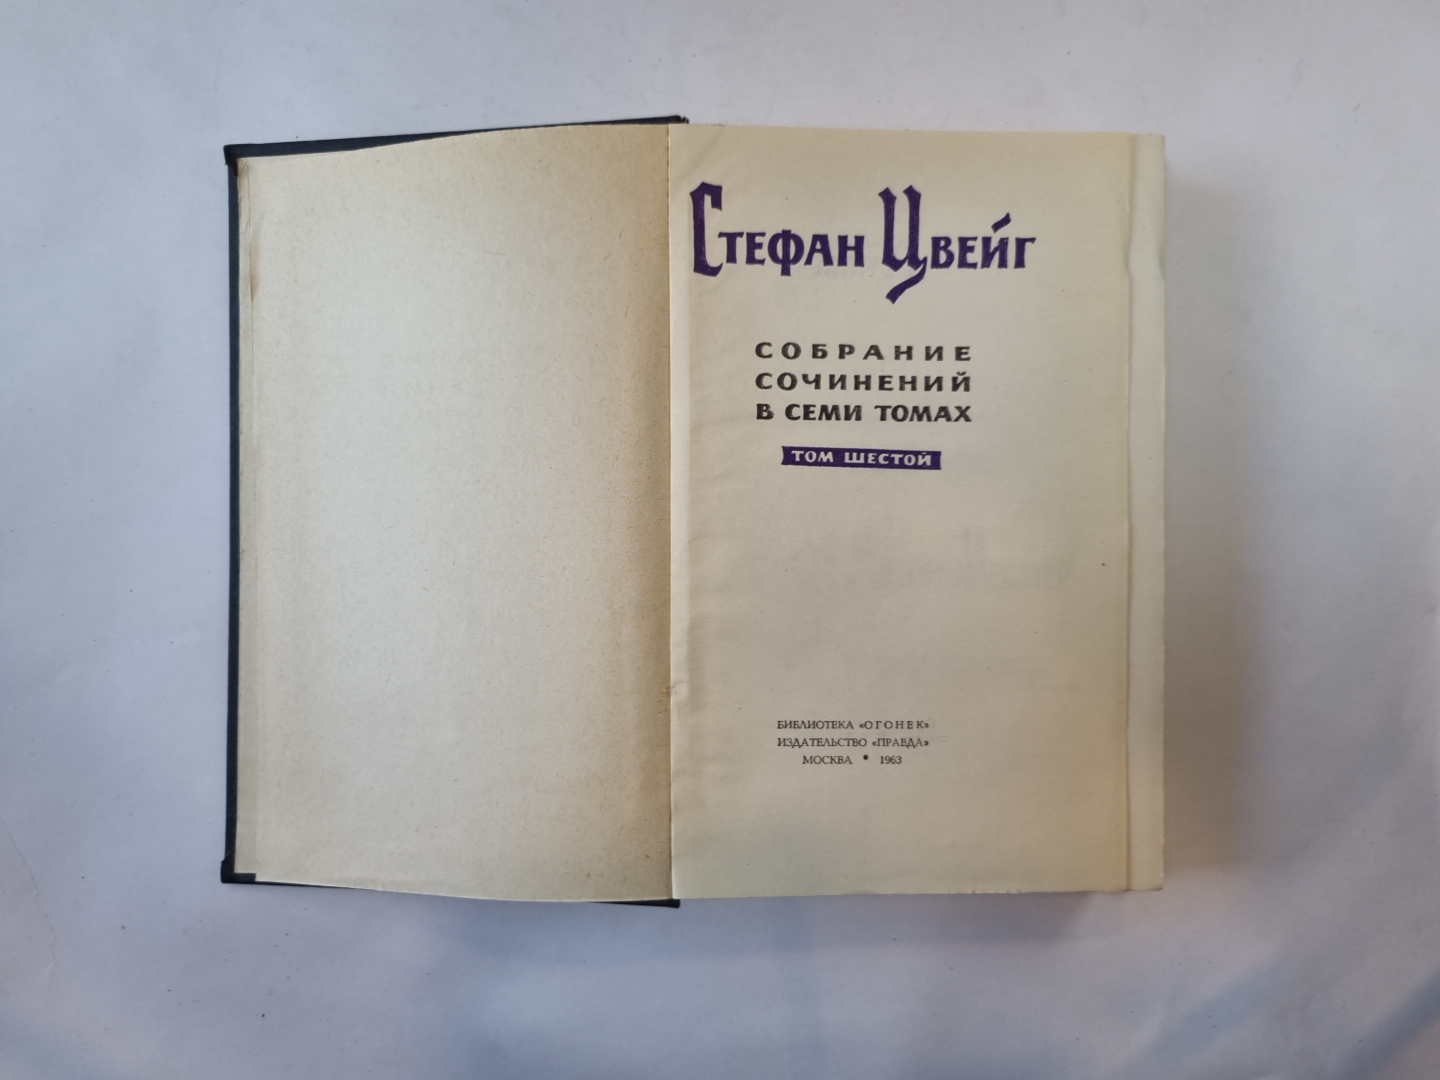 Стефан Цвейг
СОБРАНИЕ
СОЧИНЕНИЙ
В СЕМИ ТОМАХ
ТОМ ШЕСТОЙ
БИБЛИОТЕКА «ОГОНЕК»
ИЗДАТЕЛЬСТВО «ПРАВДА»
МОСКВА • 1963